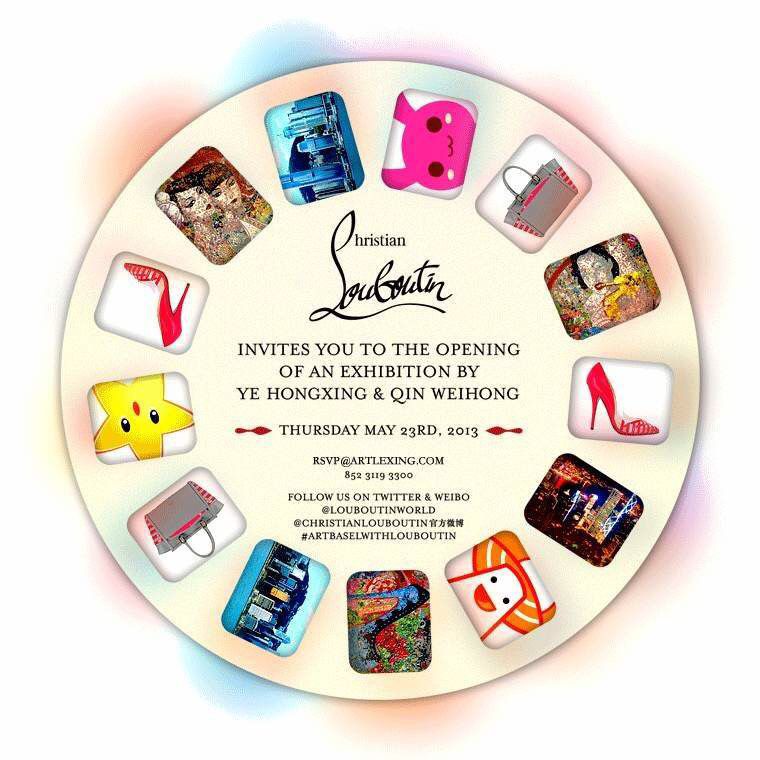 Christian
Louboutin
INVITES YOU TO THE OPENING
OF AN EXHIBITION BY
YE HONGXING & QIN WEIHONG
THURSDAY MAY 23RD, 2013
RSVP@ARTLEXING.COM
852 3119 3300
FOLLOW US ON TWITTER & WEIBO
@LOUBOUTINWORLD
@CHRISTIANLOUBOUTIN官方微博
#ARTBASELWITHLOUBOUTIN